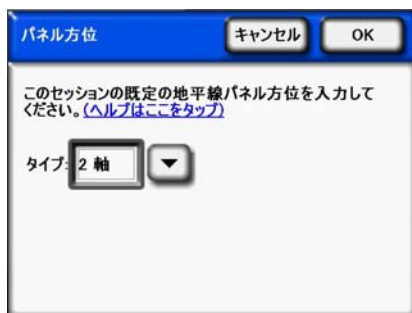 パネル方位 キャンセル OK
このセッションの既定の地平線パネル方位を入力して
ください。(ヘルプはここをタップ)
タイプ: 2 軸